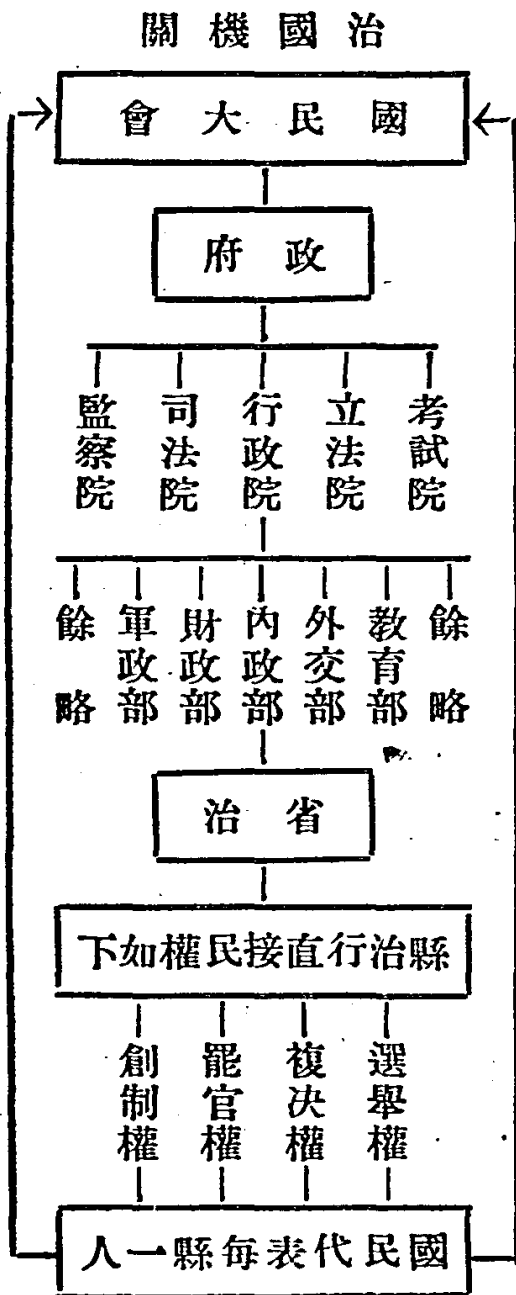 治國機關
國民大會
政府
考試院
立法院
行政院
司法院
監察院
餘略
教育部
外交部
內政部
財政部
軍政部
餘略
省治
縣治行直接民權如下
選舉權
複决權
罷官權
創制權
國民代表每縣一人